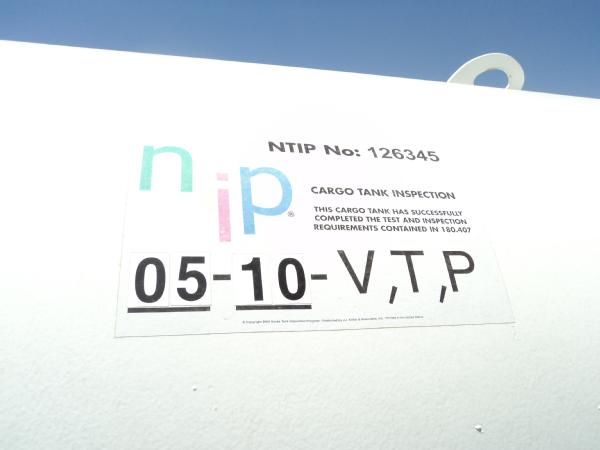 NTIP No: 126345
nip®
CARGO TANK INSPECTION
THIS CARGO TANK HAS SUCCESSFULLY
COMPLETED THE TEST AND INSPECTION
REQUIREMENTS CONTAINED IN 180.407
05-10-V,T,P